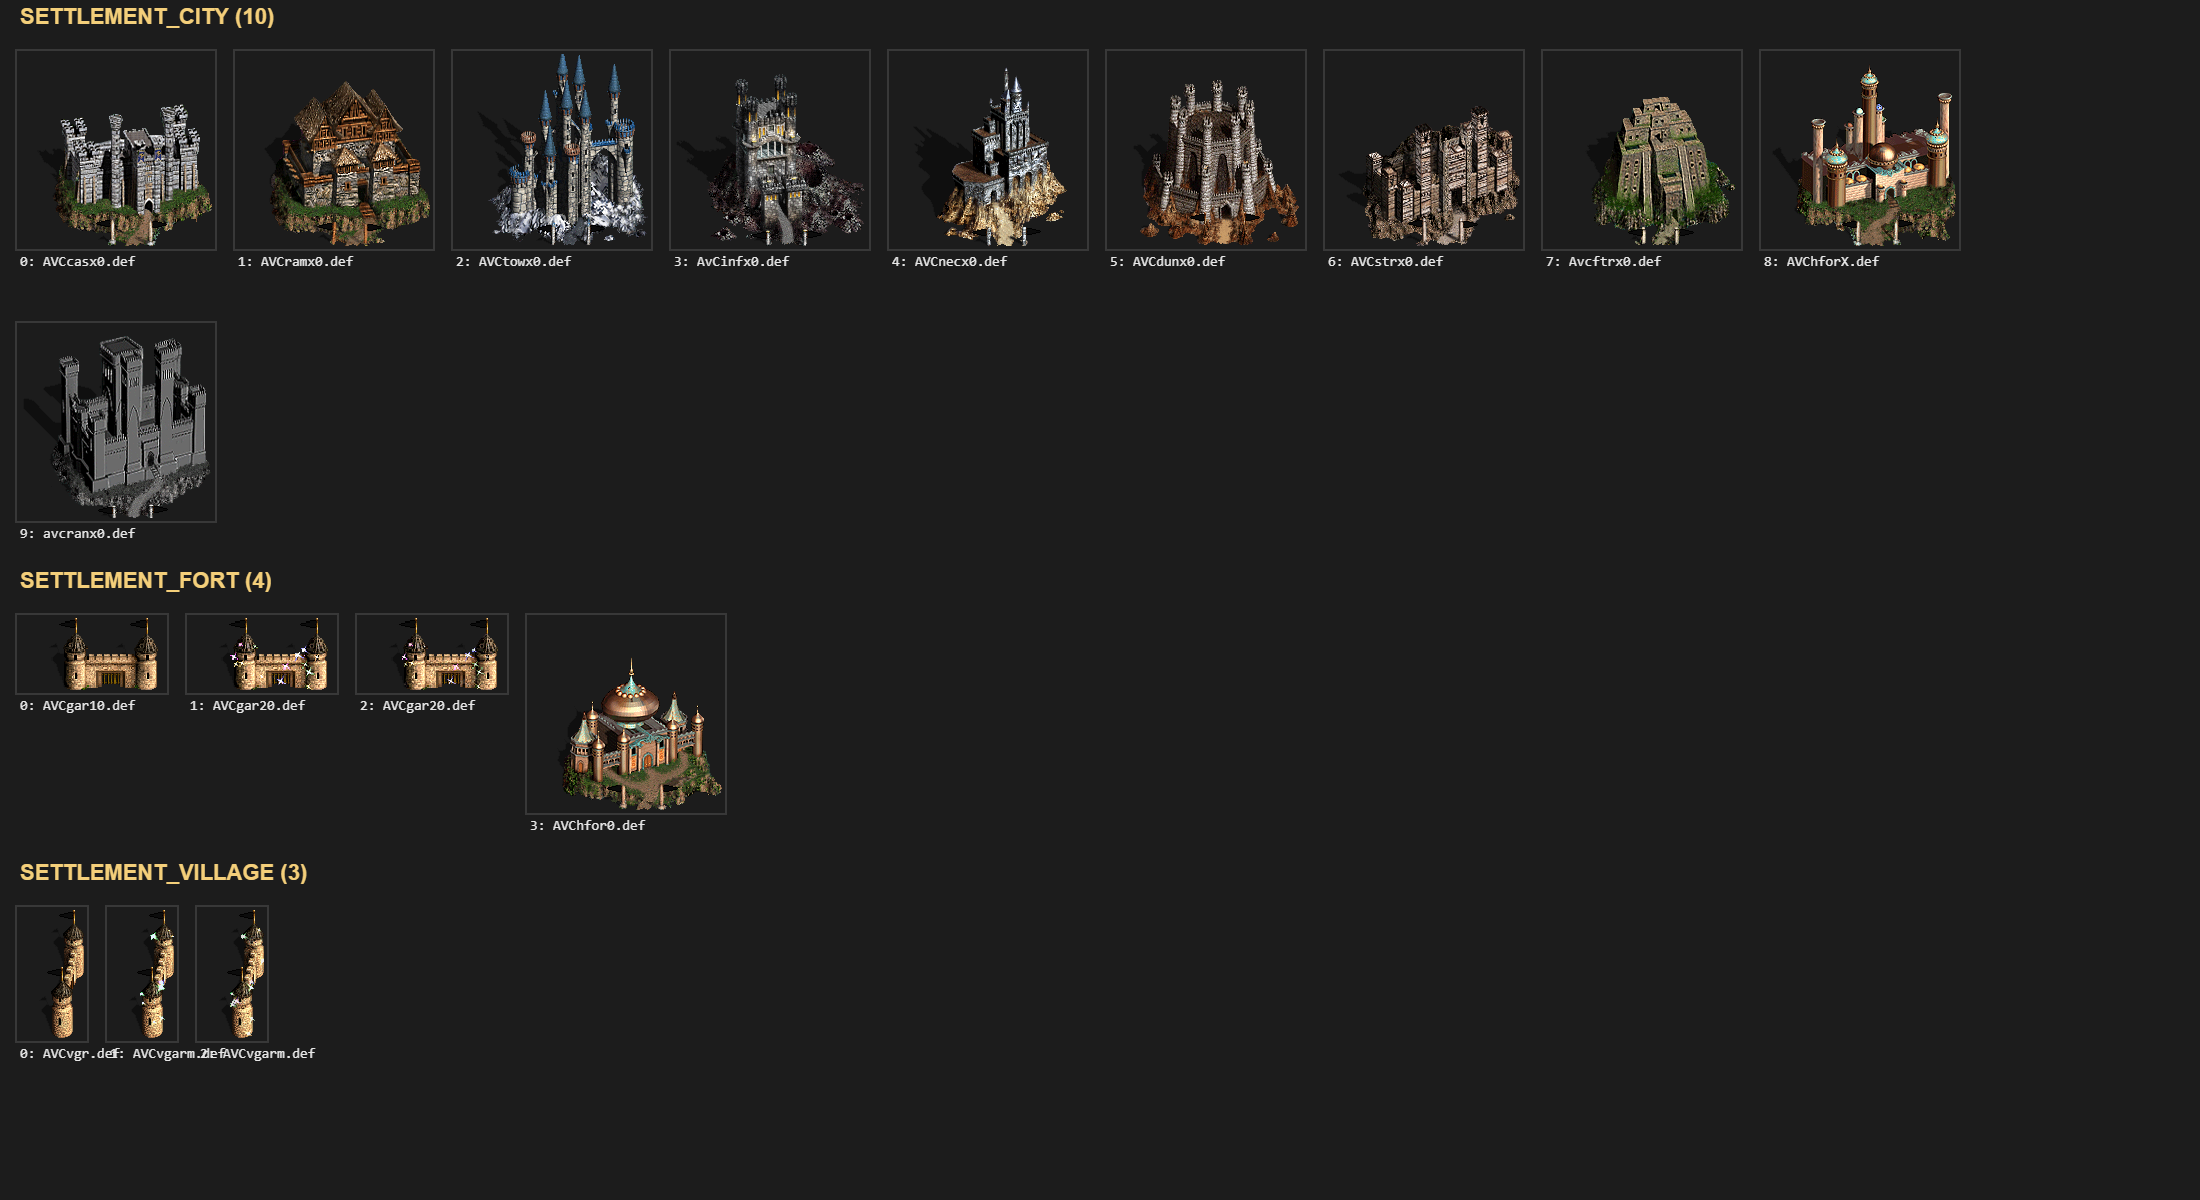 SETTLEMENT_CITY (10)
0: AVCcasx0.def
1: AVCramx0.def
2: AVCtowx0.def
3: AvCinfx0.def
4: AVCnecx0.def
5: AVCdunx0.def
6: AVCstrx0.def
7: Avcftrx0.def
8: AVChforX.def
9: avcranx0.def
SETTLEMENT_FORT (4)
0: AVCgar10.def
1: AVCgar20.def
2: AVCgar20.def
3: AVChfor0.def
SETTLEMENT_VILLAGE (3)
0: AVCvgr.def
1: AVCvgarm.def
2: AVCvgarm.def